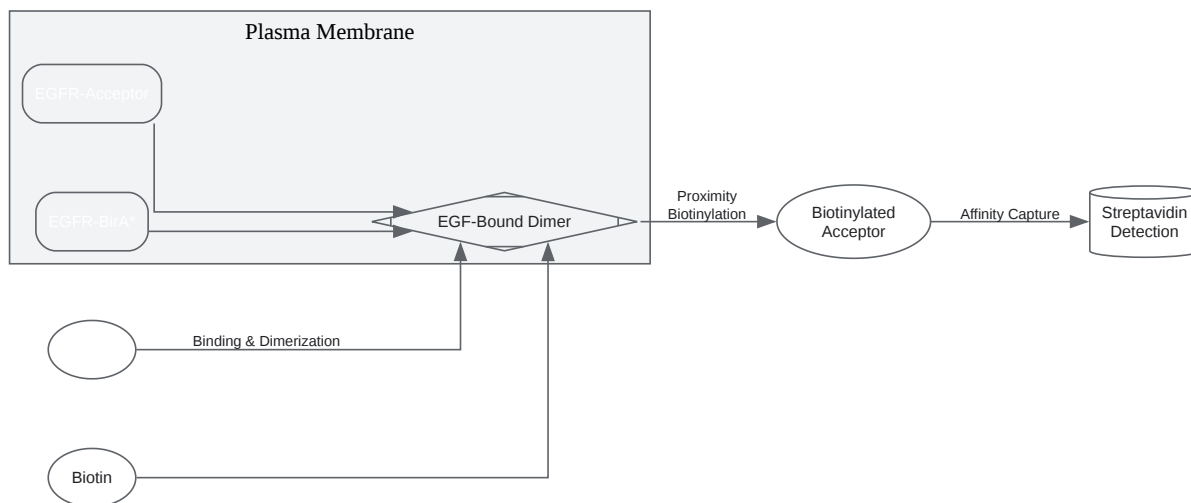 Plasma Membrane
EGFR-Acceptor
EGFR-BirA*
EGF-Bound Dimer
Proximity
Biotinylation
Biotinylated
Acceptor
Affinity Capture
Streptavidin
Detection
Binding & Dimerization
Biotin